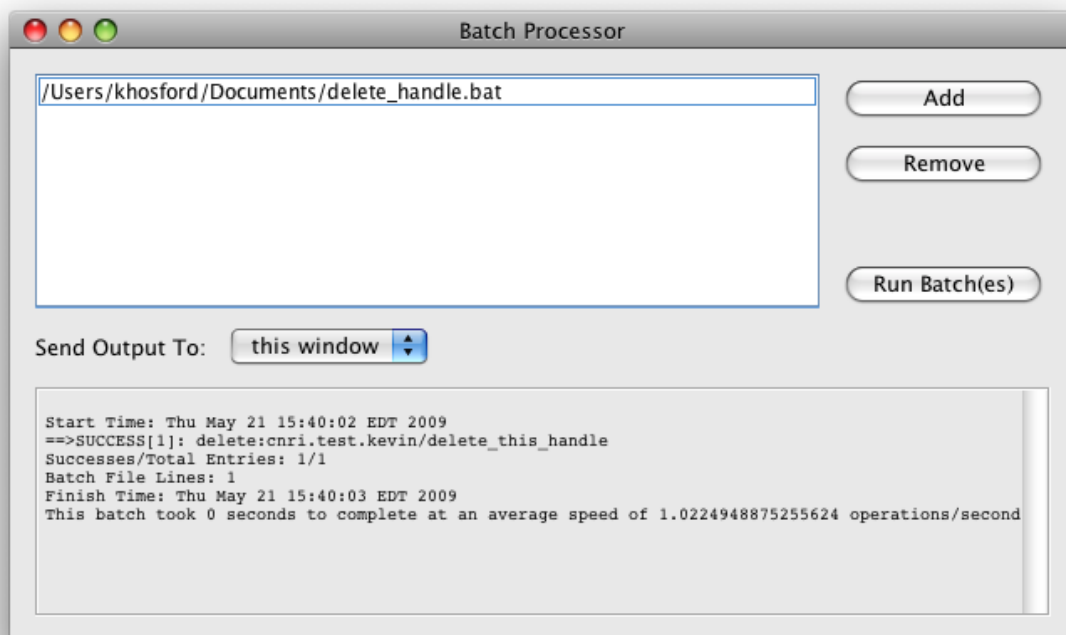 Batch Processor
/Users/khosford/Documents/delete_handle.bat
Add
Remove
Run Batch(es)
Send Output To: this window
Start Time: Thu May 21 15:40:02 EDT 2009
==>SUCCESS[1]: delete:cnri.test.kevin/delete_this_handle
Successes/Total Entries: 1/1
Batch File Lines: 1
Finish Time: Thu May 21 15:40:03 EDT 2009
This batch took 0 seconds to complete at an average speed of 1.0224948875255624 operations/second